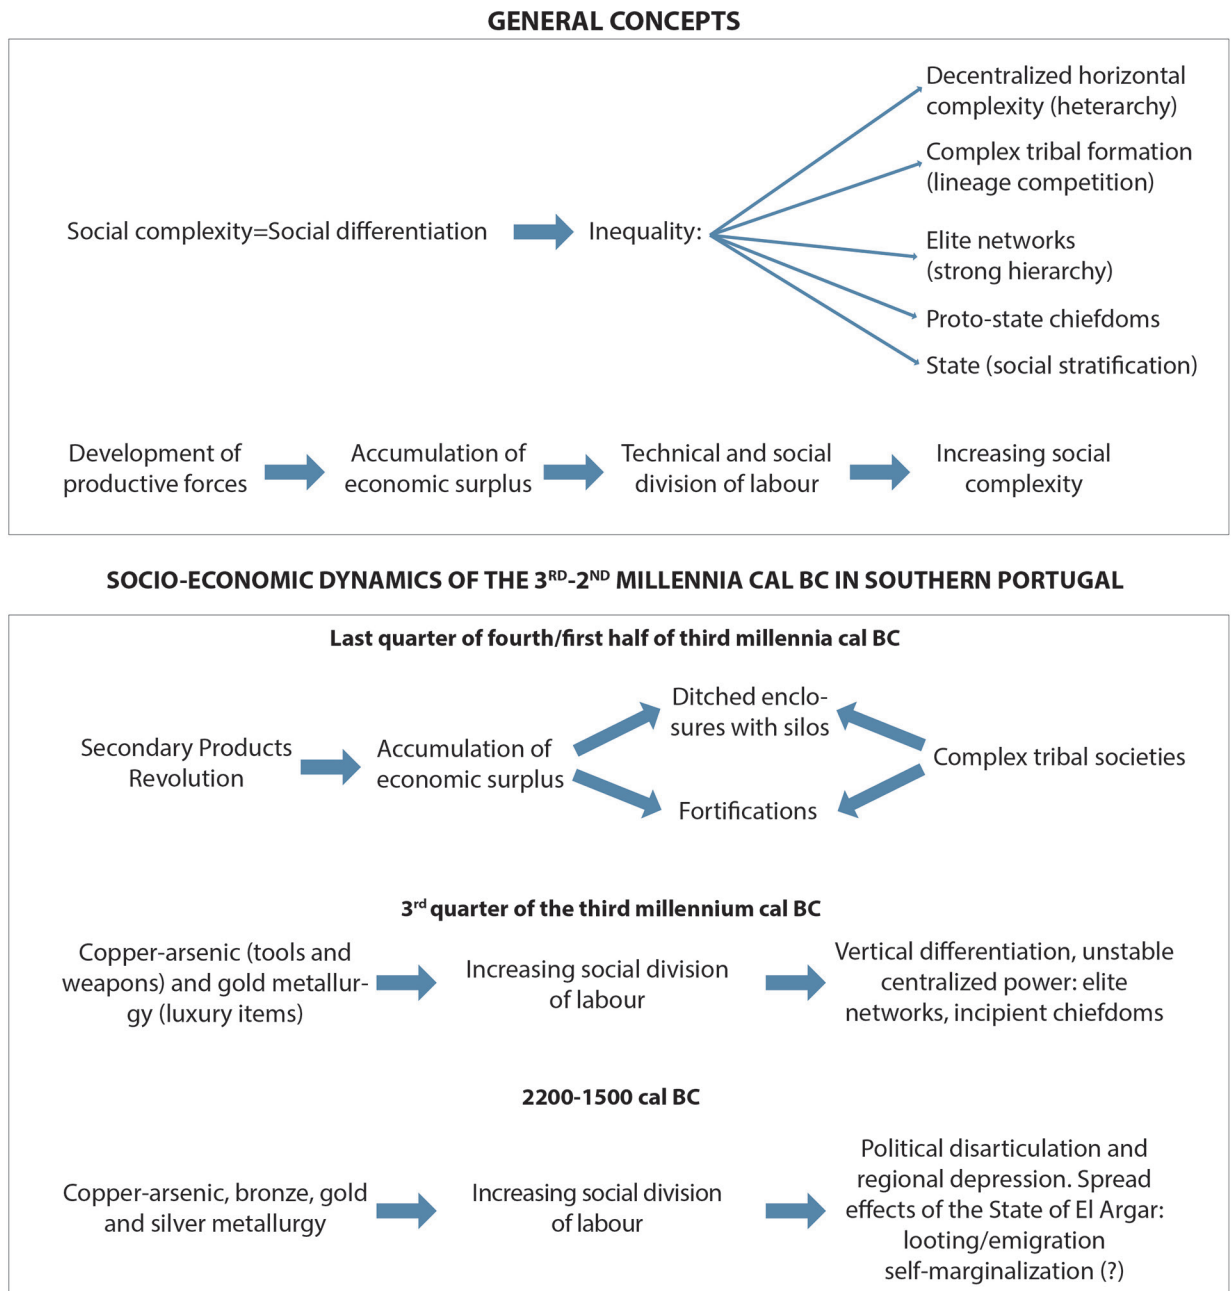 GENERAL CONCEPTS
Decentralized horizontal
complexity (heterarchy)
Complex tribal formation
(lineage competition)
Social complexity=Social differentiation
Inequality:
Elite networks
(strong hierarchy)
Proto-state chiefdoms
State (social stratification)
Development of
productive forces
Accumulation of
economic surplus
Technical and social
division of labour
Increasing social
complexity
SOCIO-ECONOMIC DYNAMICS OF THE 3RD-2ND MILLENNIA CAL BC IN SOUTHERN PORTUGAL
Last quarter of fourth/first half of third millennia cal BC
Secondary Products
Revolution
Accumulation of
economic surplus
Ditched enclo-
sures with silos
Fortifications
Complex tribal societies
3rd quarter of the third millennium cal BC
Copper-arsenic (tools and
weapons) and gold metallur-
gy (luxury items)
Increasing social division
of labour
Vertical differentiation, unstable
centralized power: elite
networks, incipient chiefdoms
2200-1500 cal BC
Copper-arsenic, bronze, gold
and silver metallurgy
Increasing social division
of labour
Political disarticulation and
regional depression. Spread
effects of the State of El Argar:
looting/emigration
self-marginalization (?)